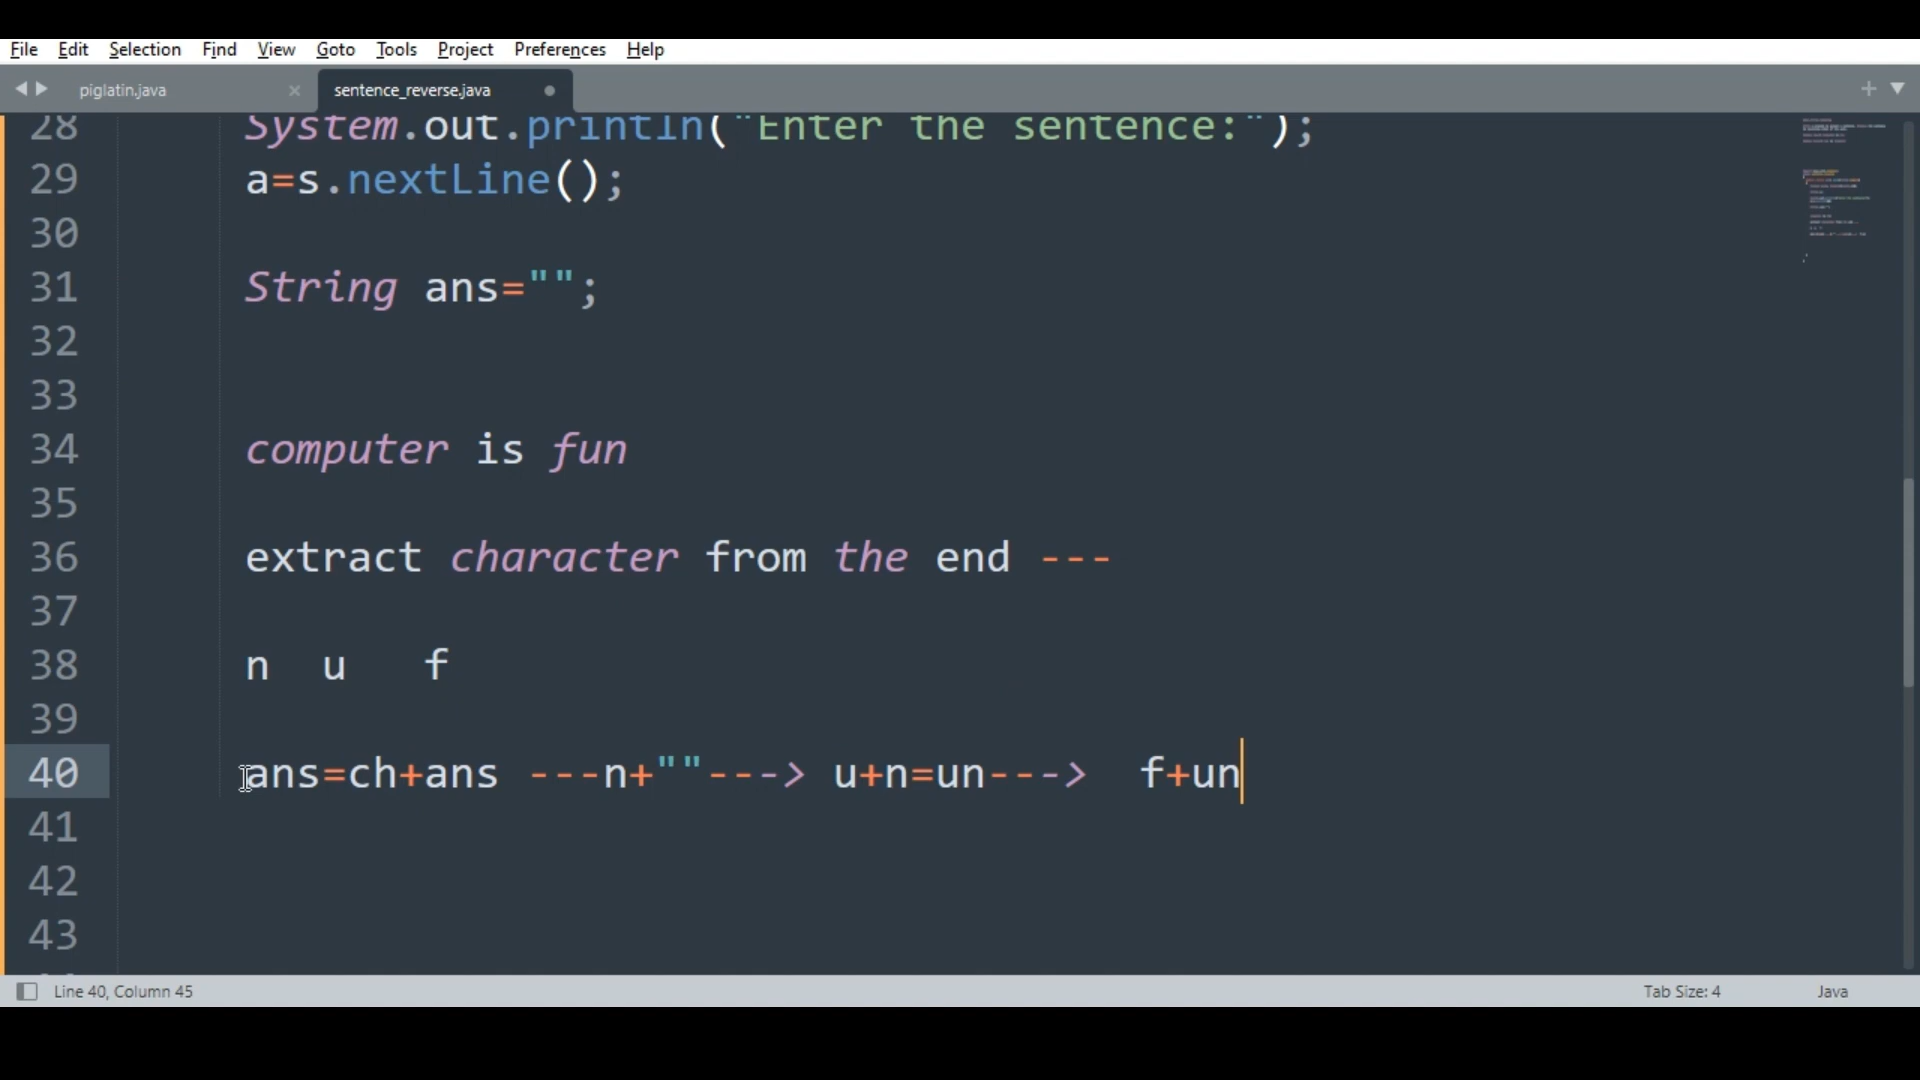 File Edit Selection Find View Goto Tools Project Preferences Help
piglatin.java × sentence_reverse.java
28 System.out.println("Enter the sentence:");
29 a=s.nextLine();
30
31 String ans="";
32
33
34 computer is fun
35
36 extract character from the end ---
37
38 n u f
39
40 ans=ch+ans ---n+""---> u+n=un---> f+un
41
42
43
Line 40, Column 45 Tab Size: 4 Java